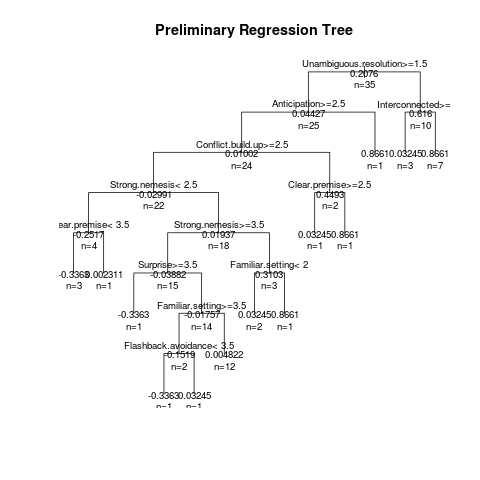 Preliminary Regression Tree
Unambiguous.resolution>=1.5
0.2076
n=35
Anticipation>=2.5
0.04427
n=25
Interconnected>=
0.616
n=10
Conflict.build.up>=2.5
0.01002
n=24
0.8661
n=1
0.03245
n=3
0.8661
n=7
Strong.nemesis< 2.5
-0.02991
n=22
Clear.premise>=2.5
0.4493
n=2
ear.premise< 3.5
-0.2517
n=4
Strong.nemesis>=3.5
0.01937
n=18
0.03245
n=1
0.8661
n=1
-0.3363
n=3
0.002311
n=1
Surprise>=3.5
-0.03882
n=15
Familiar.setting< 2
0.3103
n=3
-0.3363
n=1
Familiar.setting>=3.5
-0.01757
n=14
0.03245
n=2
0.8661
n=1
Flashback.avoidance< 3.5
-0.1519
n=2
0.004822
n=12
-0.3363
n=1
0.03245
n=1